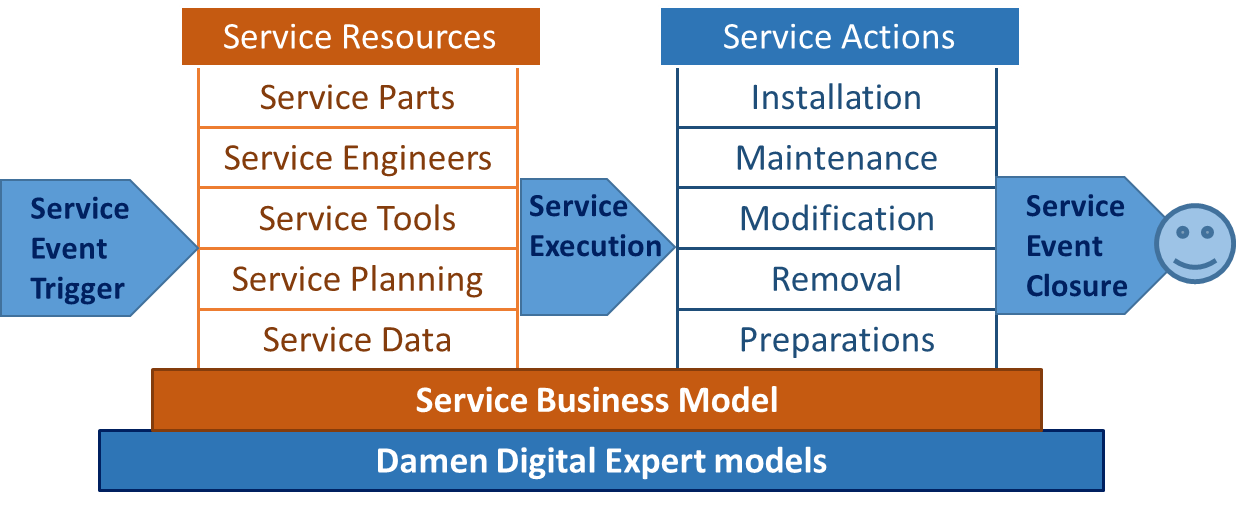 Service Resources
Service Actions
Service Parts
Service Engineers
Service Tools
Service Planning
Service Data
Installation
Maintenance
Modification
Removal
Preparations
Service
Event
Trigger
Service
Execution
Service
Event
Closure
Service Business Model
Damen Digital Expert models